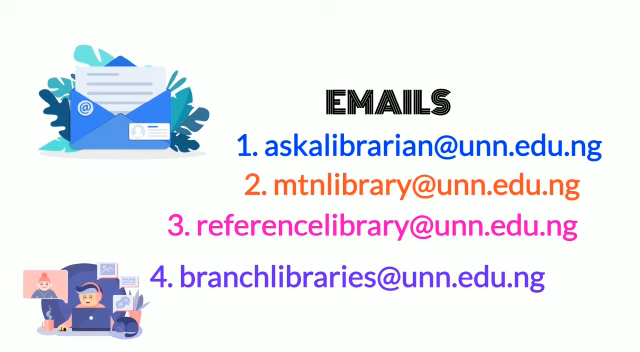 EMAILS
1. askalibrarian@unn.edu.ng
2. mtnlibrary@unn.edu.ng
3. referencelibrary@unn.edu.ng
4. branchlibraries@unn.edu.ng
@